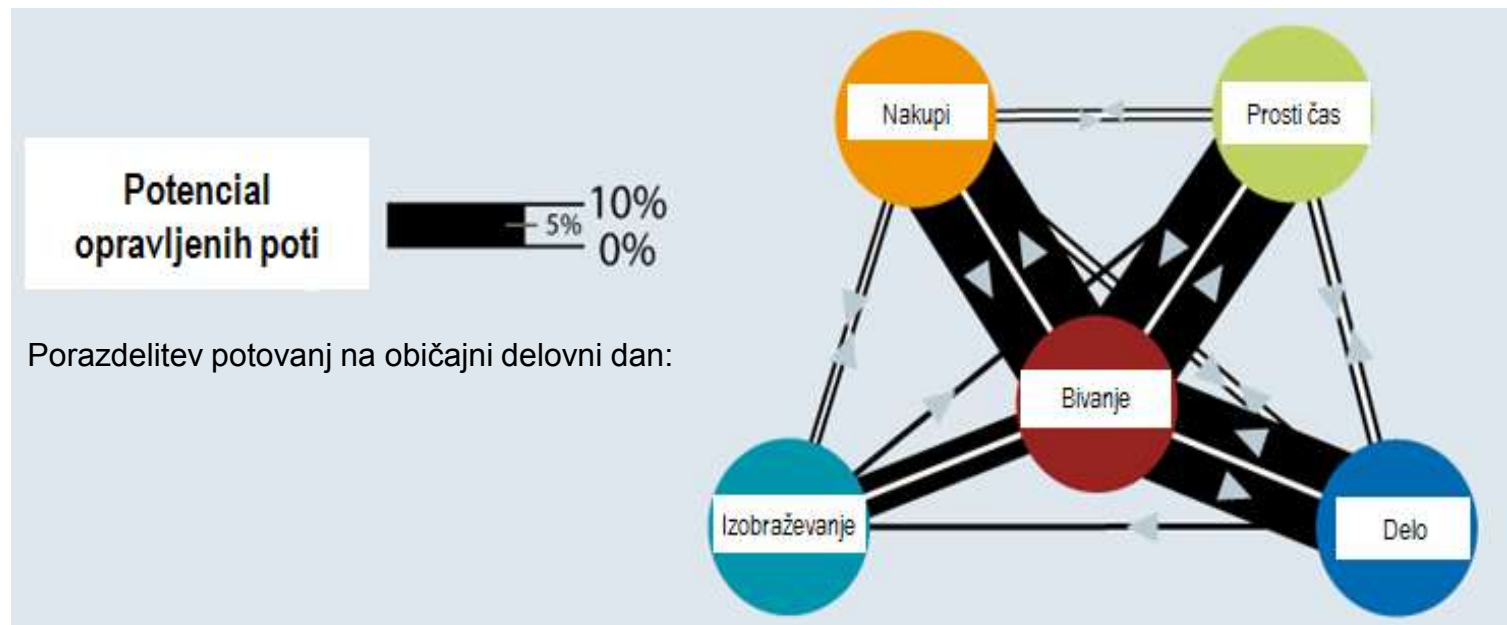 Potencial
opravljenih poti
10%
5%
0%
Porazdelitev potovanj na običajni delovni dan:
Nakupi
Prosti čas
Bivanje
Izobraževanje
Delo